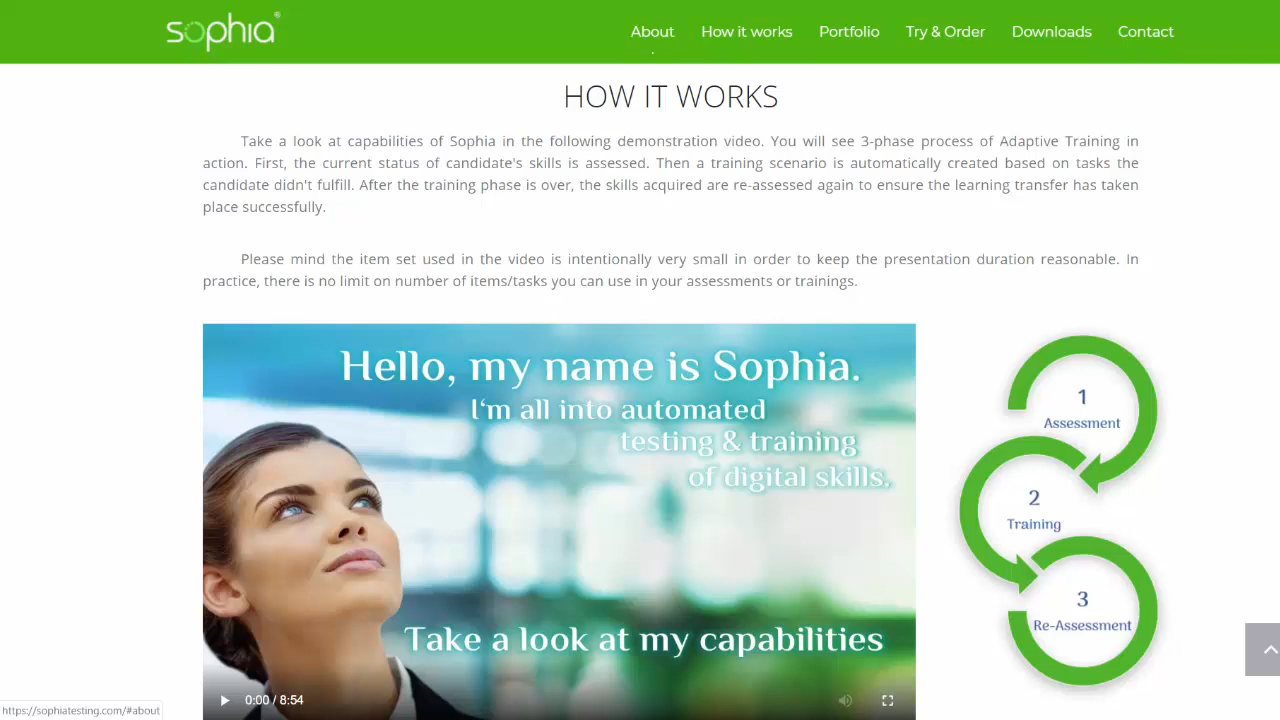 sophia®
About How it works Portfolio Try & Order Downloads Contact
HOW IT WORKS
Take a look at capabilities of Sophia in the following demonstration video. You will see 3-phase process of Adaptive Training in
action. First, the current status of candidate's skills is assessed. Then a training scenario is automatically created based on tasks the
candidate didn't fulfill. After the training phase is over, the skills acquired are re-assessed again to ensure the learning transfer has taken
place successfully.
Please mind the item set used in the video is intentionally very small in order to keep the presentation duration reasonable. In
practice, there is no limit on number of items/tasks you can use in your assessments or trainings.
Hello, my name is Sophia.
I‘m all into automated
testing & training
of digital skills.
Take a look at my capabilities
0:00 / 8:54
1
Assessment
2
Training
3
Re-Assessment
https://sophiatesting.com/#about